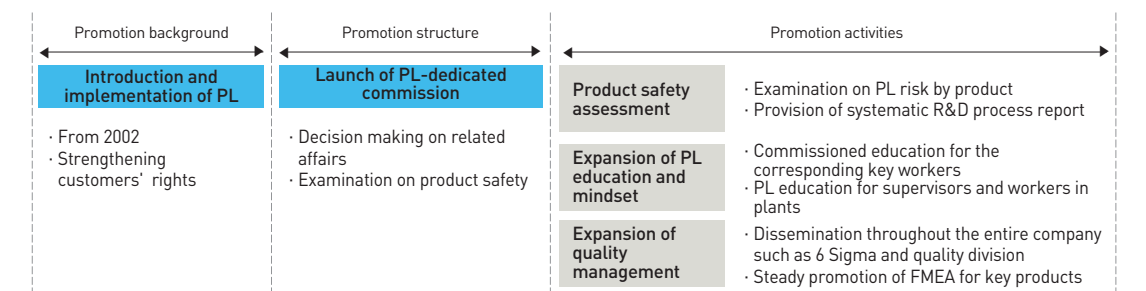 Promotion background
Promotion structure
Promotion activities
Introduction and
implementation of PL
· From 2002
· Strengthening
customers' rights
Launch of PL-dedicated
commission
· Decision making on related
affairs
· Examination on product safety
Product safety
assessment
· Examination on PL risk by product
· Provision of systematic R&D process report
Expansion of PL
education and
mindset
· Commissioned education for the
corresponding key workers
· PL education for supervisors and workers in
plants
Expansion of
quality
management
· Dissemination throughout the entire company
such as 6 Sigma and quality division
· Steady promotion of FMEA for key products